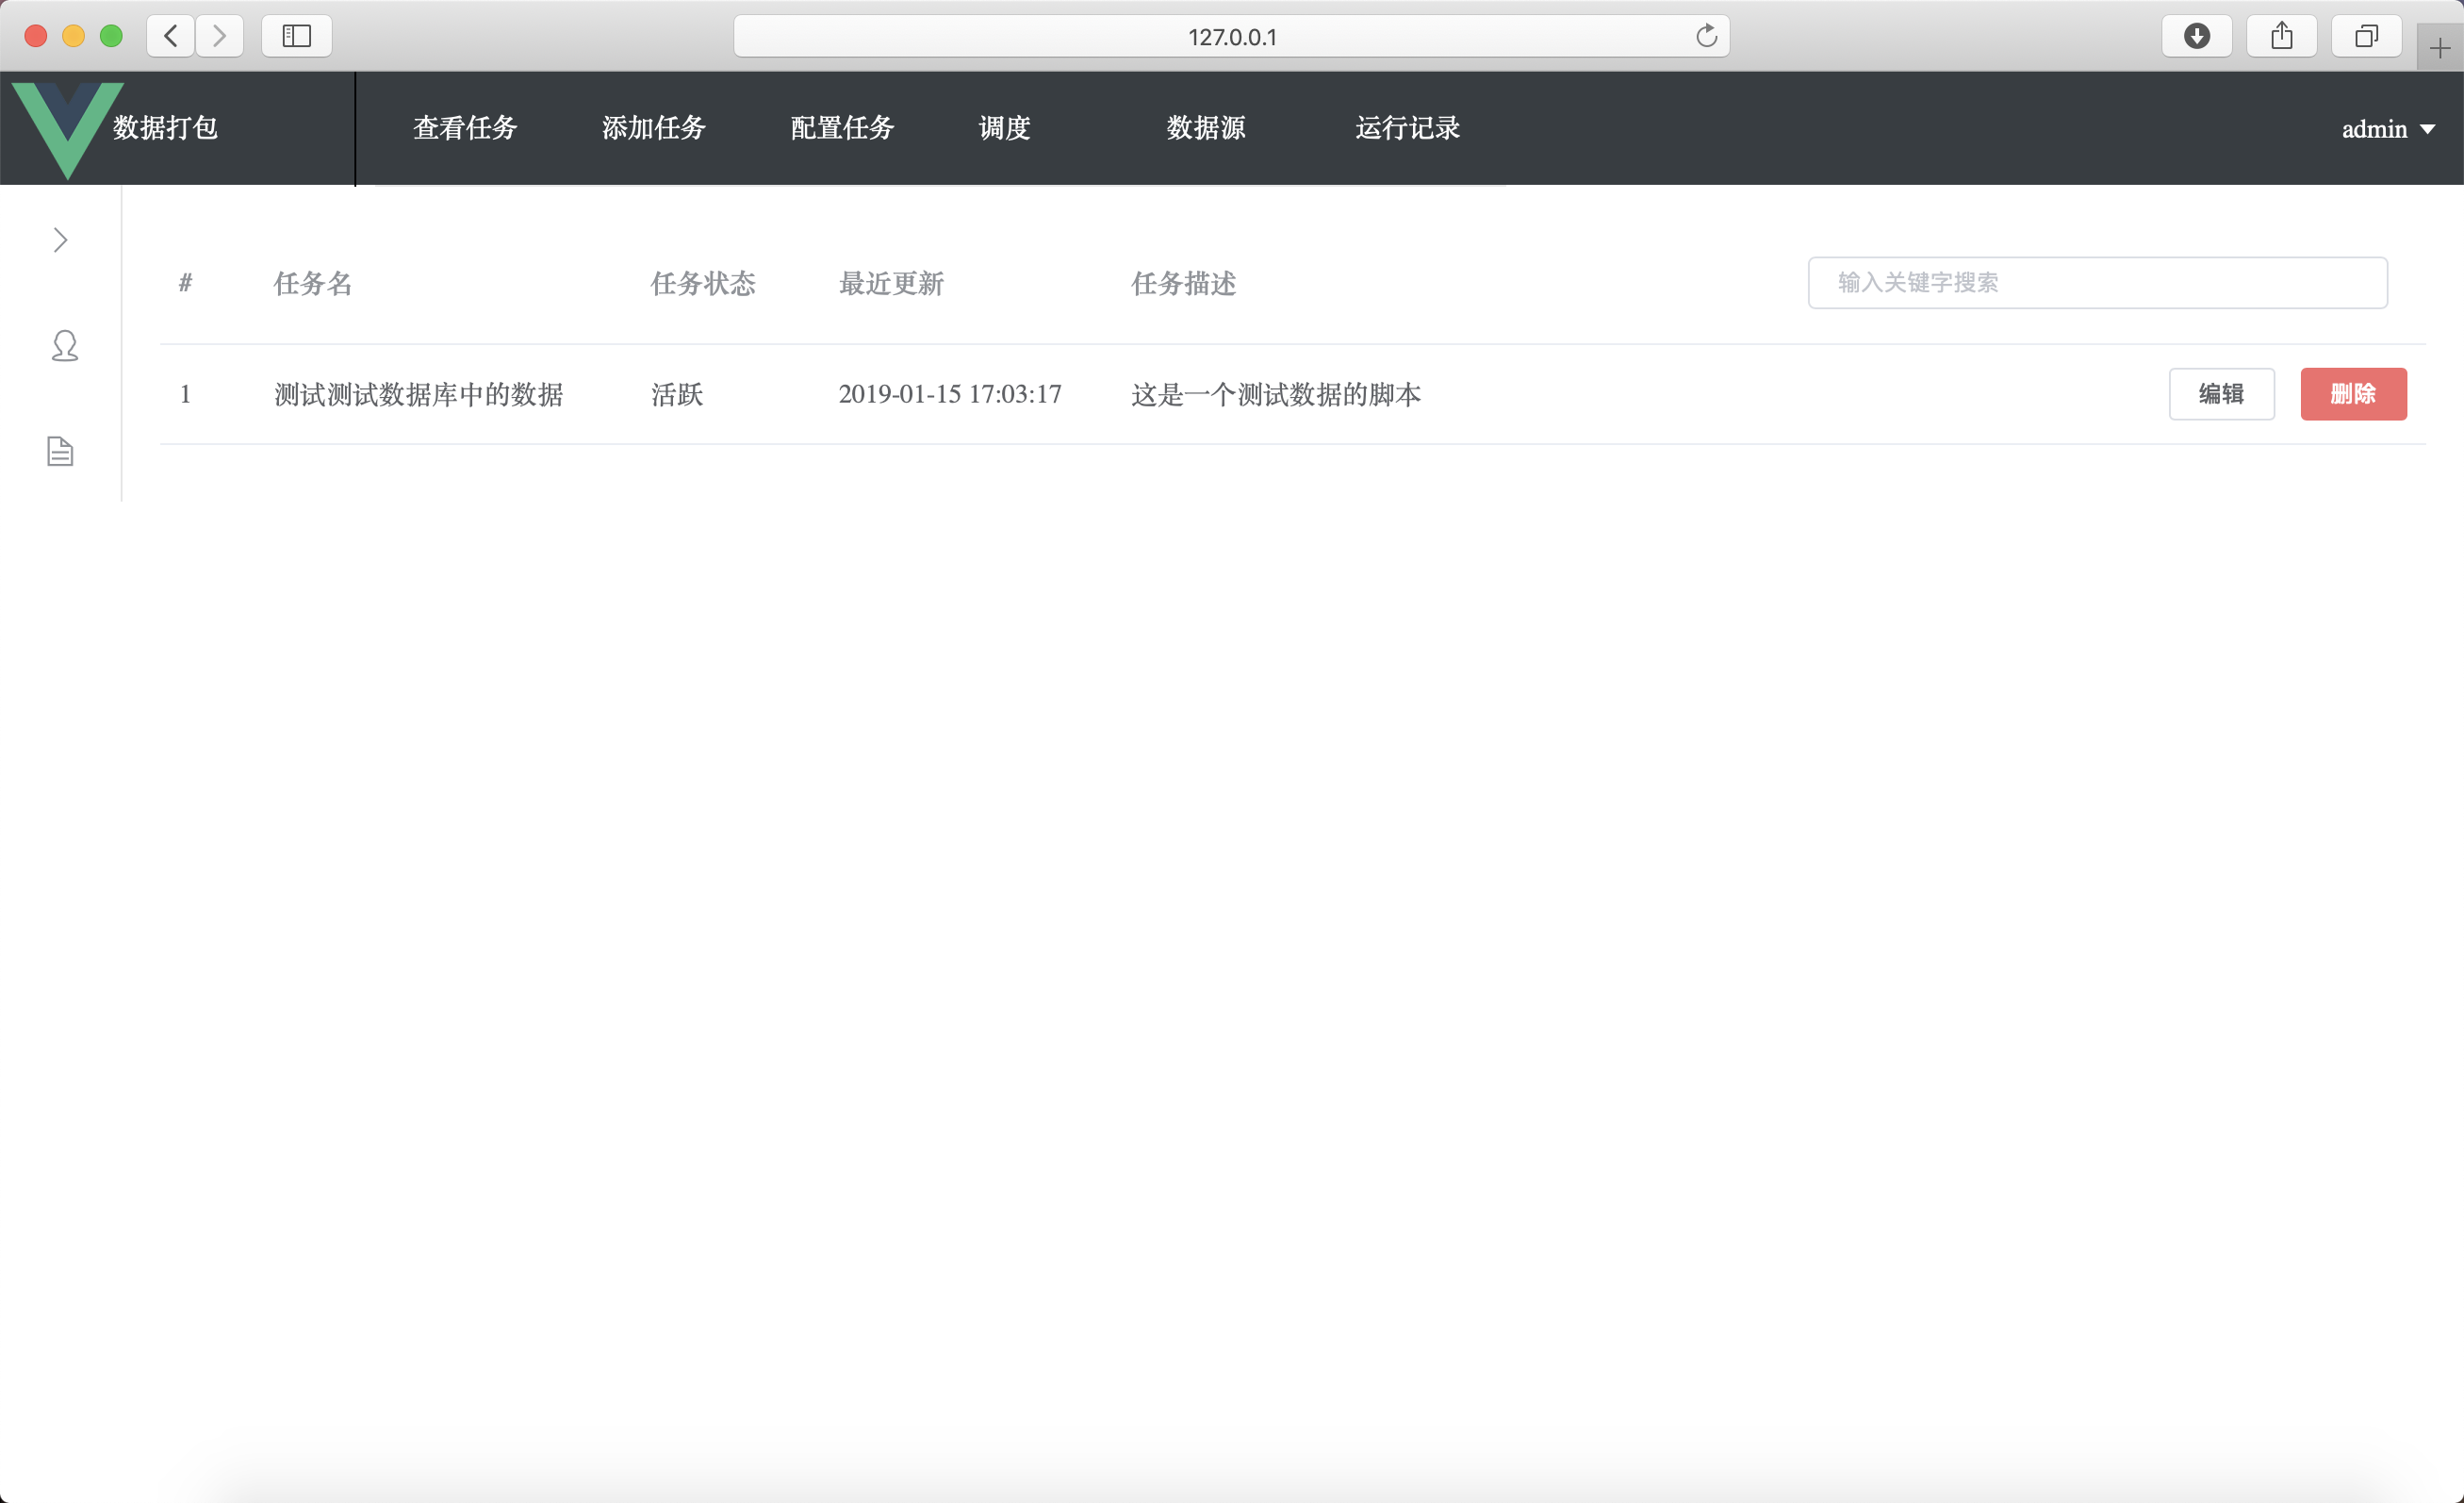 127.0.0.1
数据打包 查看任务 添加任务 配置任务 调度 数据源 运行记录 admin
# 任务名 任务状态 最近更新 任务描述 输入关键字搜索
1 测试测试数据库中的数据 活跃 2019-01-15 17:03:17 这是一个测试数据的脚本 编辑 删除